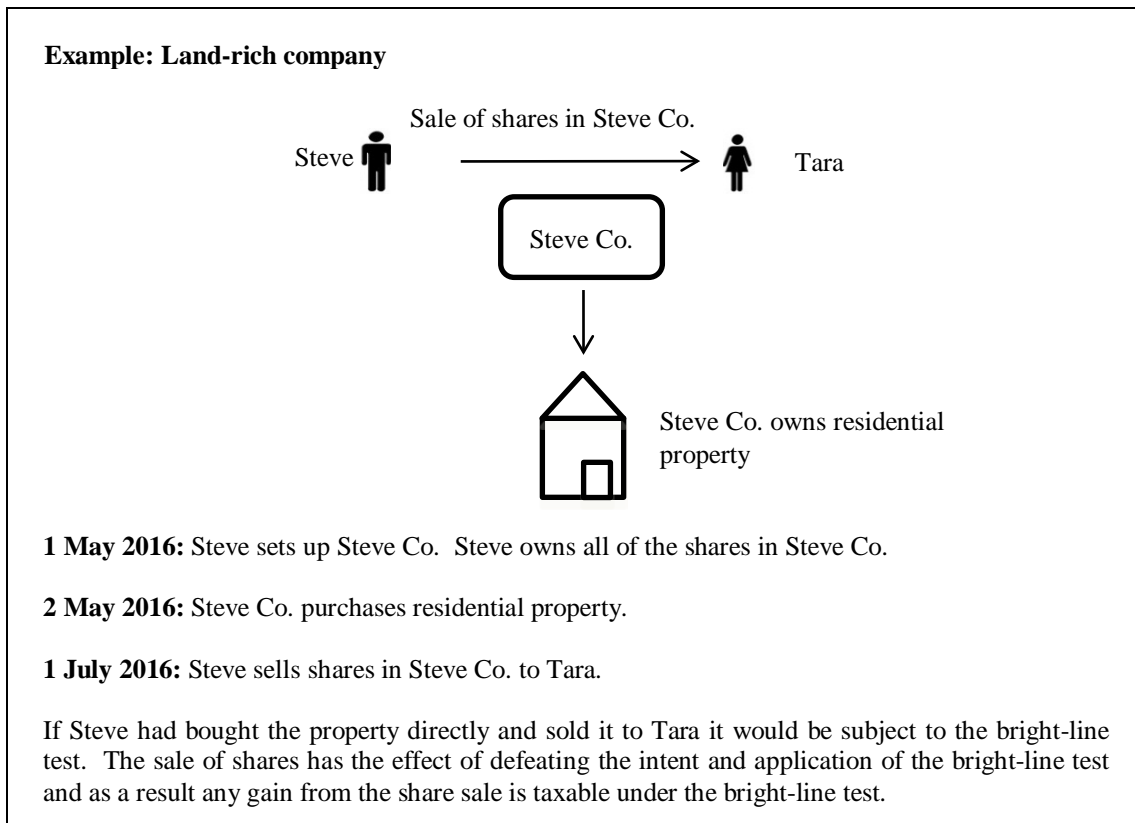 Example: Land-rich company
Sale of shares in Steve Co.
Steve
Tara
Steve Co.
Steve Co. owns residential
property
1 May 2016: Steve sets up Steve Co. Steve owns all of the shares in Steve Co.
2 May 2016: Steve Co. purchases residential property.
1 July 2016: Steve sells shares in Steve Co. to Tara.
If Steve had bought the property directly and sold it to Tara it would be subject to the bright-line
test. The sale of shares has the effect of defeating the intent and application of the bright-line test
and as a result any gain from the share sale is taxable under the bright-line test.